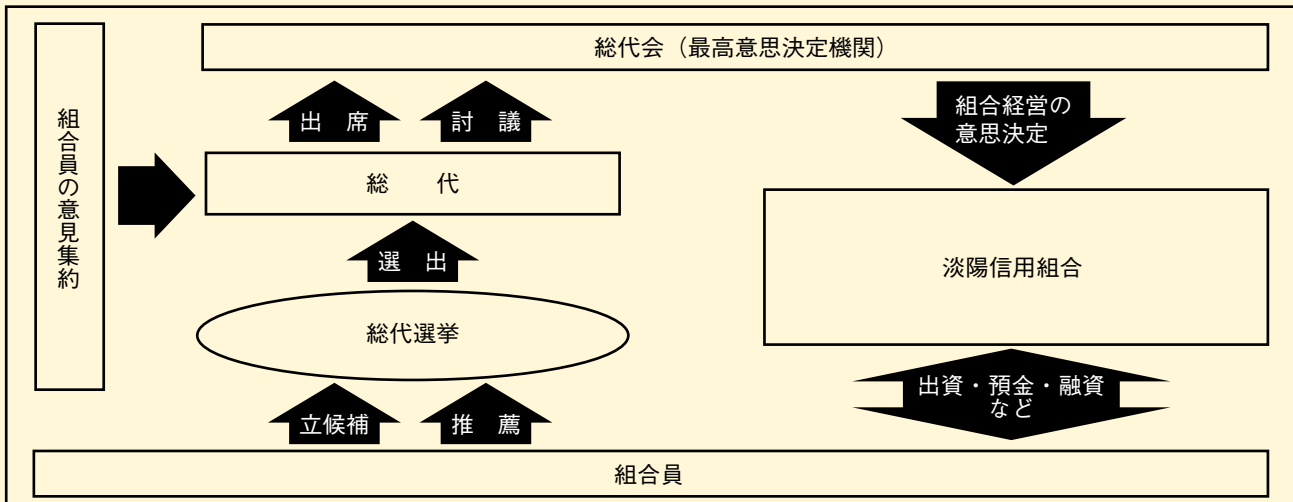 総代会（最高意思決定機関）
出　席
討　議
組合経営の
意思決定
組合員の意見集約
総　　代
選　出
淡陽信用組合
総代選挙
出資・預金・融資
など
立候補
推　薦
組合員